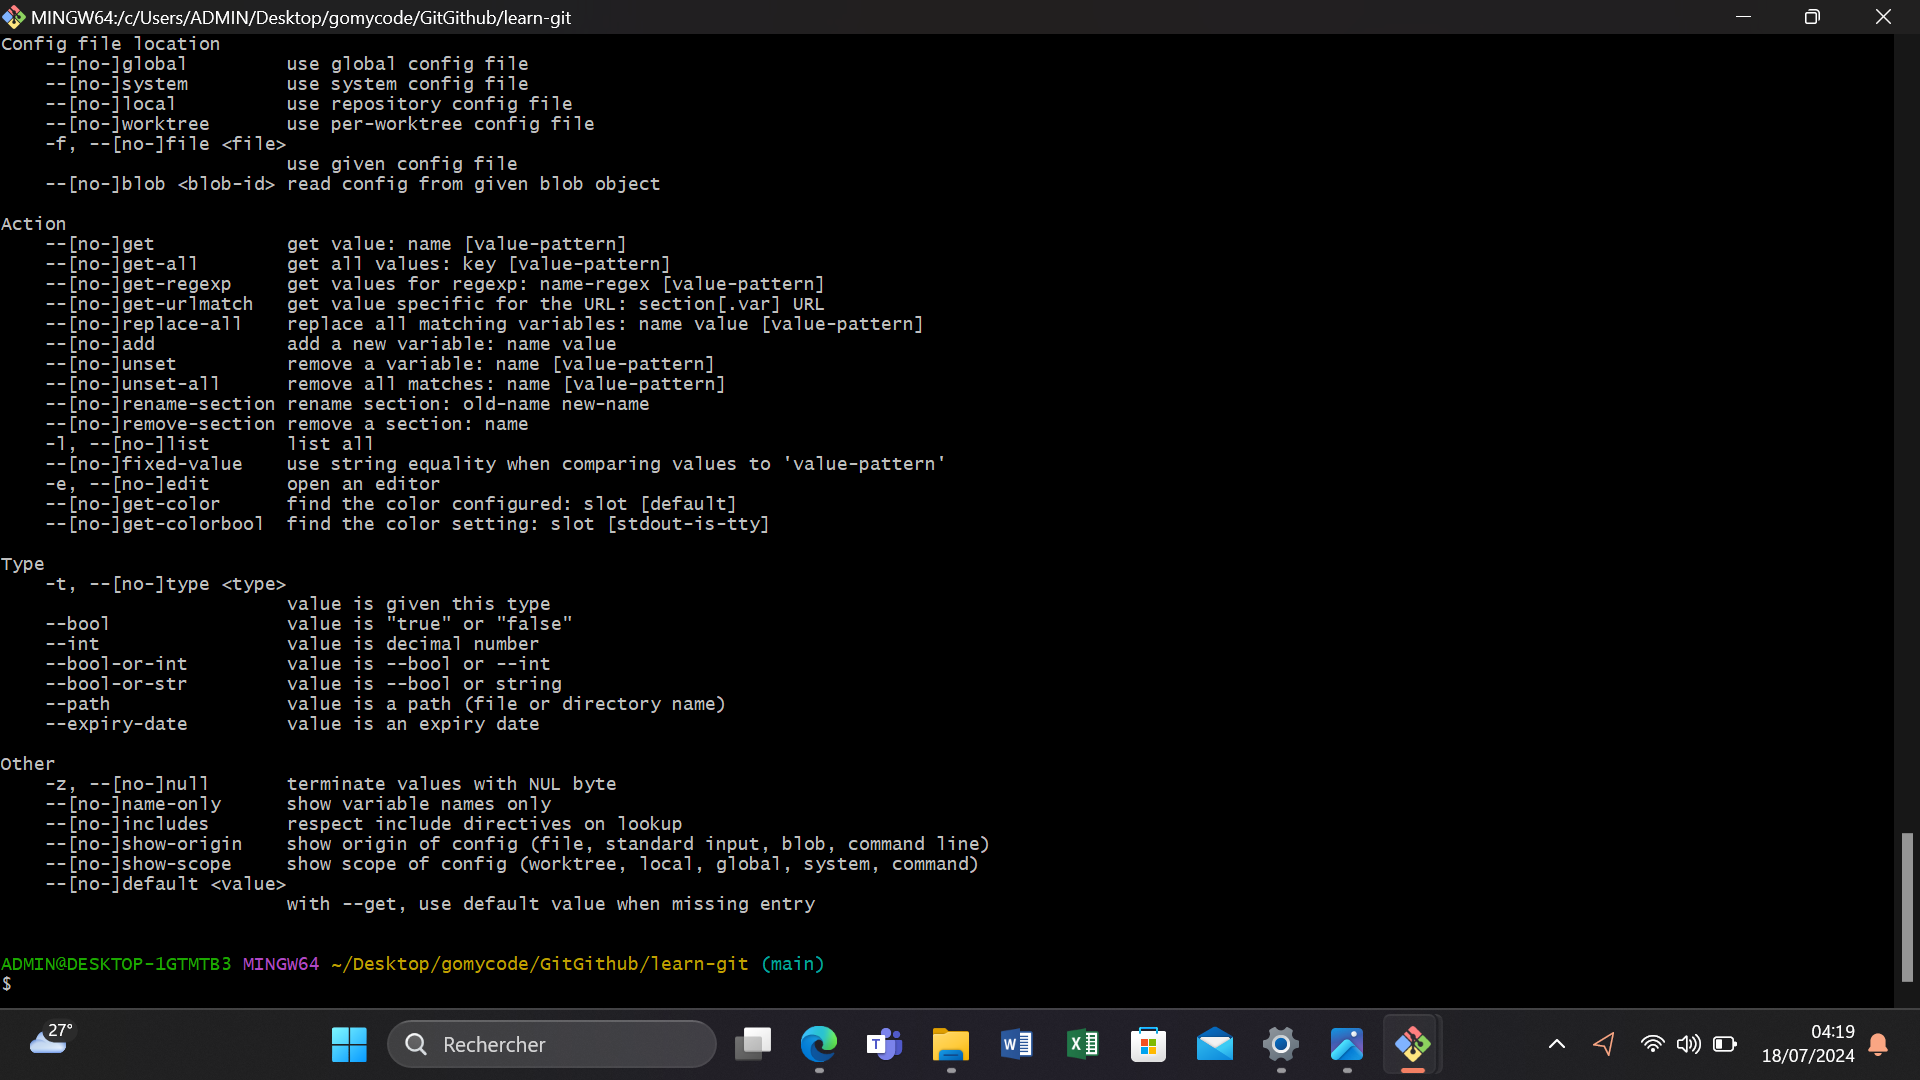 MINGW64:/c/Users/ADMIN/Desktop/gomycode/GitGithub/learn-git
Config file location
    --[no-]global         use global config file
    --[no-]system         use system config file
    --[no-]local          use repository config file
    --[no-]worktree       use per-worktree config file
    -f, --[no-]file <file>
                          use given config file
    --[no-]blob <blob-id> read config from given blob object

Action
    --[no-]get            get value: name [value-pattern]
    --[no-]get-all        get all values: key [value-pattern]
    --[no-]get-regexp     get values for regexp: name-regex [value-pattern]
    --[no-]get-urlmatch   get value specific for the URL: section[.var] URL
    --[no-]replace-all    replace all matching variables: name value [value-pattern]
    --[no-]add            add a new variable: name value
    --[no-]unset          remove a variable: name [value-pattern]
    --[no-]unset-all      remove all matches: name [value-pattern]
    --[no-]rename-section rename section: old-name new-name
    --[no-]remove-section remove a section: name
    -l, --[no-]list       list all
    --[no-]fixed-value    use string equality when comparing values to 'value-pattern'
    -e, --[no-]edit       open an editor
    --[no-]get-color      find the color configured: slot [default]
    --[no-]get-colorbool  find the color setting: slot [stdout-is-tty]

Type
    -t, --[no-]type <type>
                          value is given this type
    --bool                value is "true" or "false"
    --int                 value is decimal number
    --bool-or-int         value is --bool or --int
    --bool-or-str         value is --bool or string
    --path                value is a path (file or directory name)
    --expiry-date         value is an expiry date

Other
    -z, --[no-]null       terminate values with NUL byte
    --[no-]name-only      show variable names only
    --[no-]includes       respect include directives on lookup
    --[no-]show-origin    show origin of config (file, standard input, blob, command line)
    --[no-]show-scope     show scope of config (worktree, local, global, system, command)
    --[no-]default <value>
                          with --get, use default value when missing entry

ADMIN@DESKTOP-1GTMTB3 MINGW64 ~/Desktop/gomycode/GitGithub/learn-git (main)
$
27°
Rechercher
04:19
18/07/2024